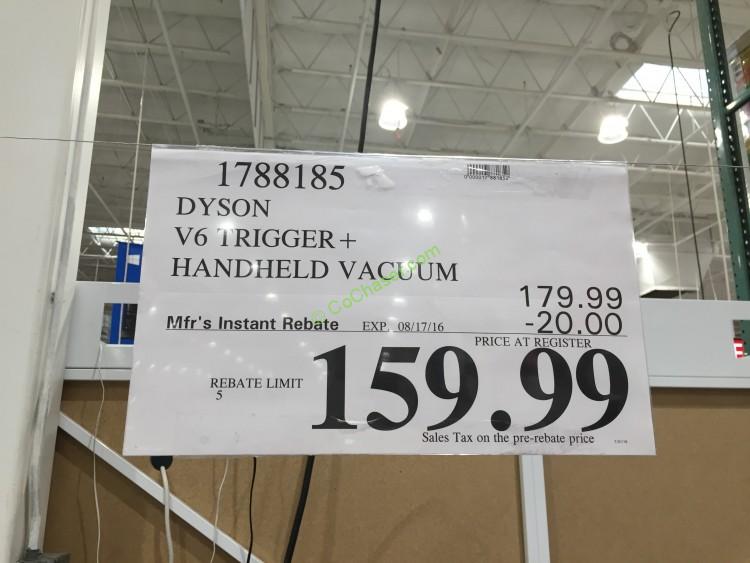 1788185
DYSON
V6 TRIGGER+
HANDHELD VACUUM
179.99
Mfr's Instant Rebate EXP. 08/17/16 -20.00
PRICE AT REGISTER
REBATE LIMIT
5
159.99
Sales Tax on the pre-rebate price
© CoChaser.com